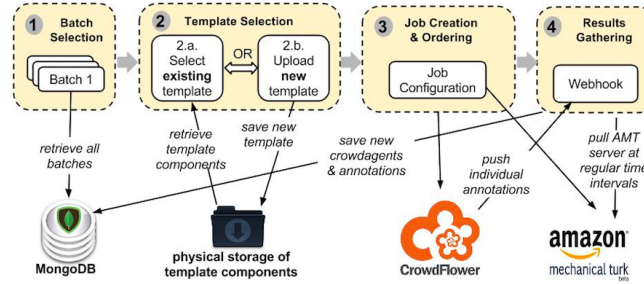 1
Batch
Selection
Batch 1
2
Template Selection
2.a.
Select
existing
template
OR
2.b.
Upload
new
template
3
Job Creation
& Ordering
Job
Configuration
4
Results
Gathering
Webhook
retrieve all
batches
retrieve
template
components
save new
template
save new
crowdagents
& annotations
push
individual
annotations
pull AMT
server at
regular time
intervals
MongoDB
physical storage of
template components
CrowdFlower
amazon
mechanical turk
beta